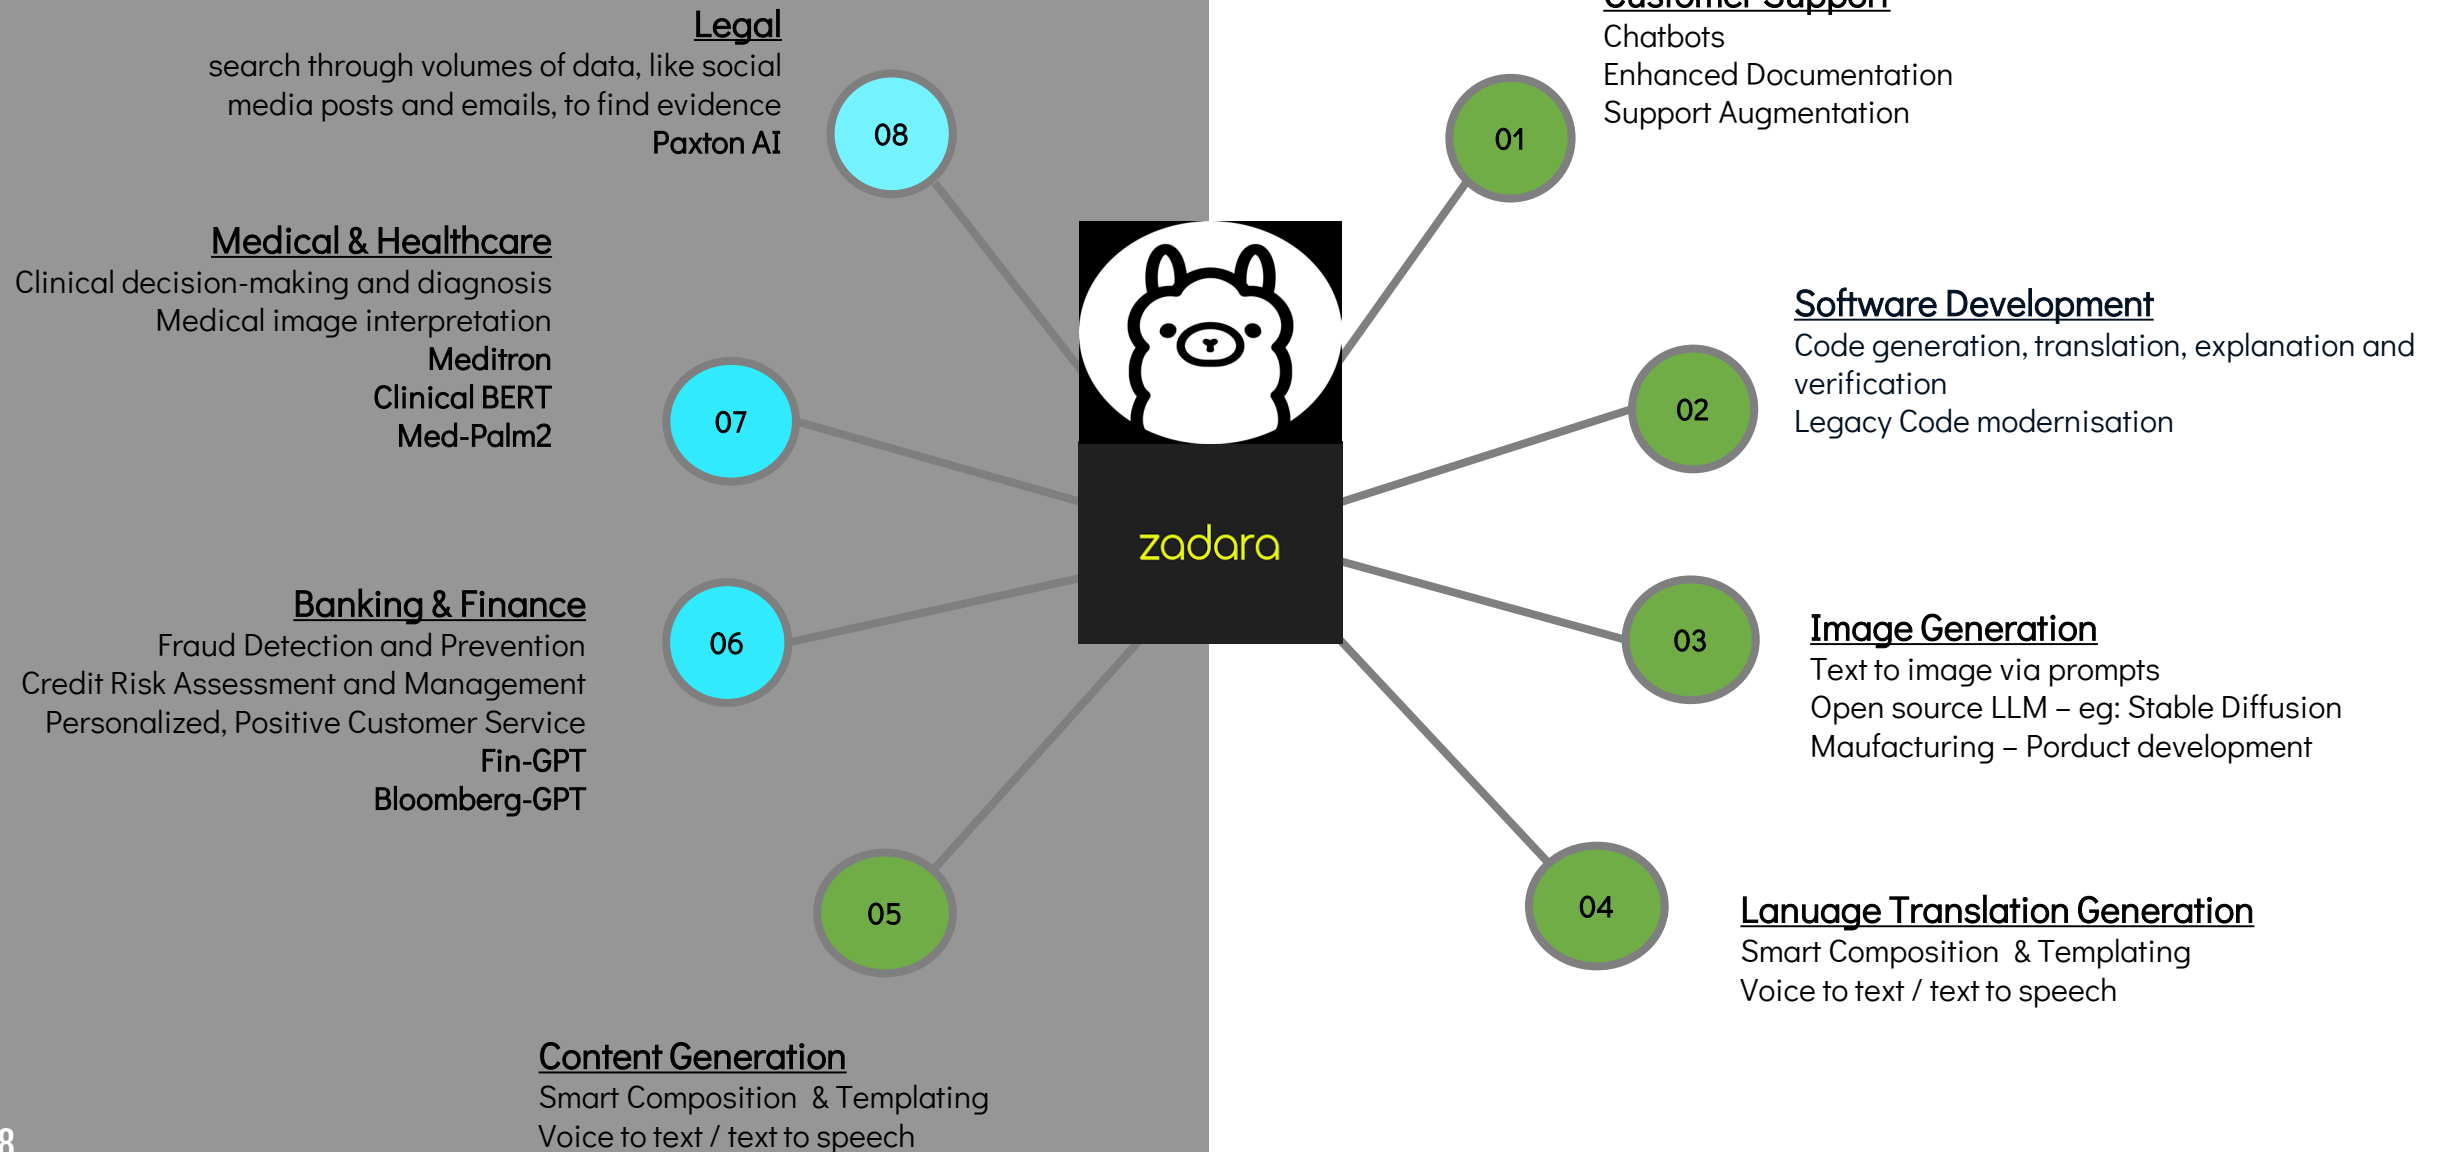 Legal
search through volumes of data, like social
media posts and emails, to find evidence
Paxton AI
08
Medical & Healthcare
Clinical decision-making and diagnosis
Medical image interpretation
Meditron
Clinical BERT
Med-Palm2
07
Banking & Finance
Fraud Detection and Prevention
Credit Risk Assessment and Management
Personalized, Positive Customer Service
Fin-GPT
Bloomberg-GPT
06
05
Content Generation
Smart Composition & Templating
Voice to text / text to speech
8
zadara
Customer Support
Chatbots
Enhanced Documentation
Support Augmentation
01
Software Development
Code generation, translation, explanation and
verification
Legacy Code modernisation
02
Image Generation
Text to image via prompts
Open source LLM – eg: Stable Diffusion
Maufacturing – Porduct development
03
Lanuage Translation Generation
Smart Composition & Templating
Voice to text / text to speech
04